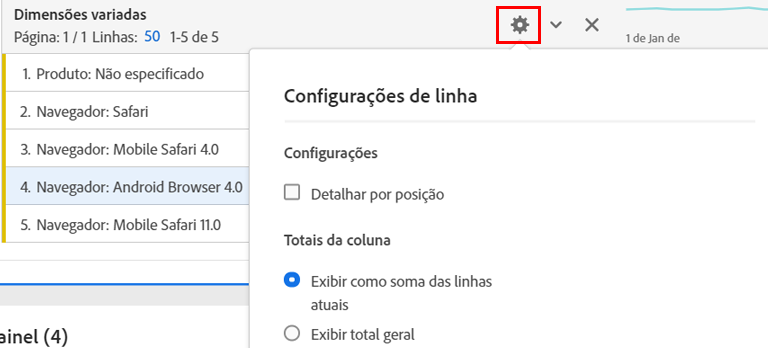 Dimensões variadas
Página: 1 / 1 Linhas: 50 1-5 de 5
1 de Jan de
1. Produto: Não especificado
2. Navegador: Safari
3. Navegador: Mobile Safari 4.0
4. Navegador: Android Browser 4.0
5. Navegador: Mobile Safari 11.0
ainel (4)
Configurações de linha
Configurações
Detalhar por posição
Totais da coluna
Exibir como soma das linhas
atuais
Exibir total geral